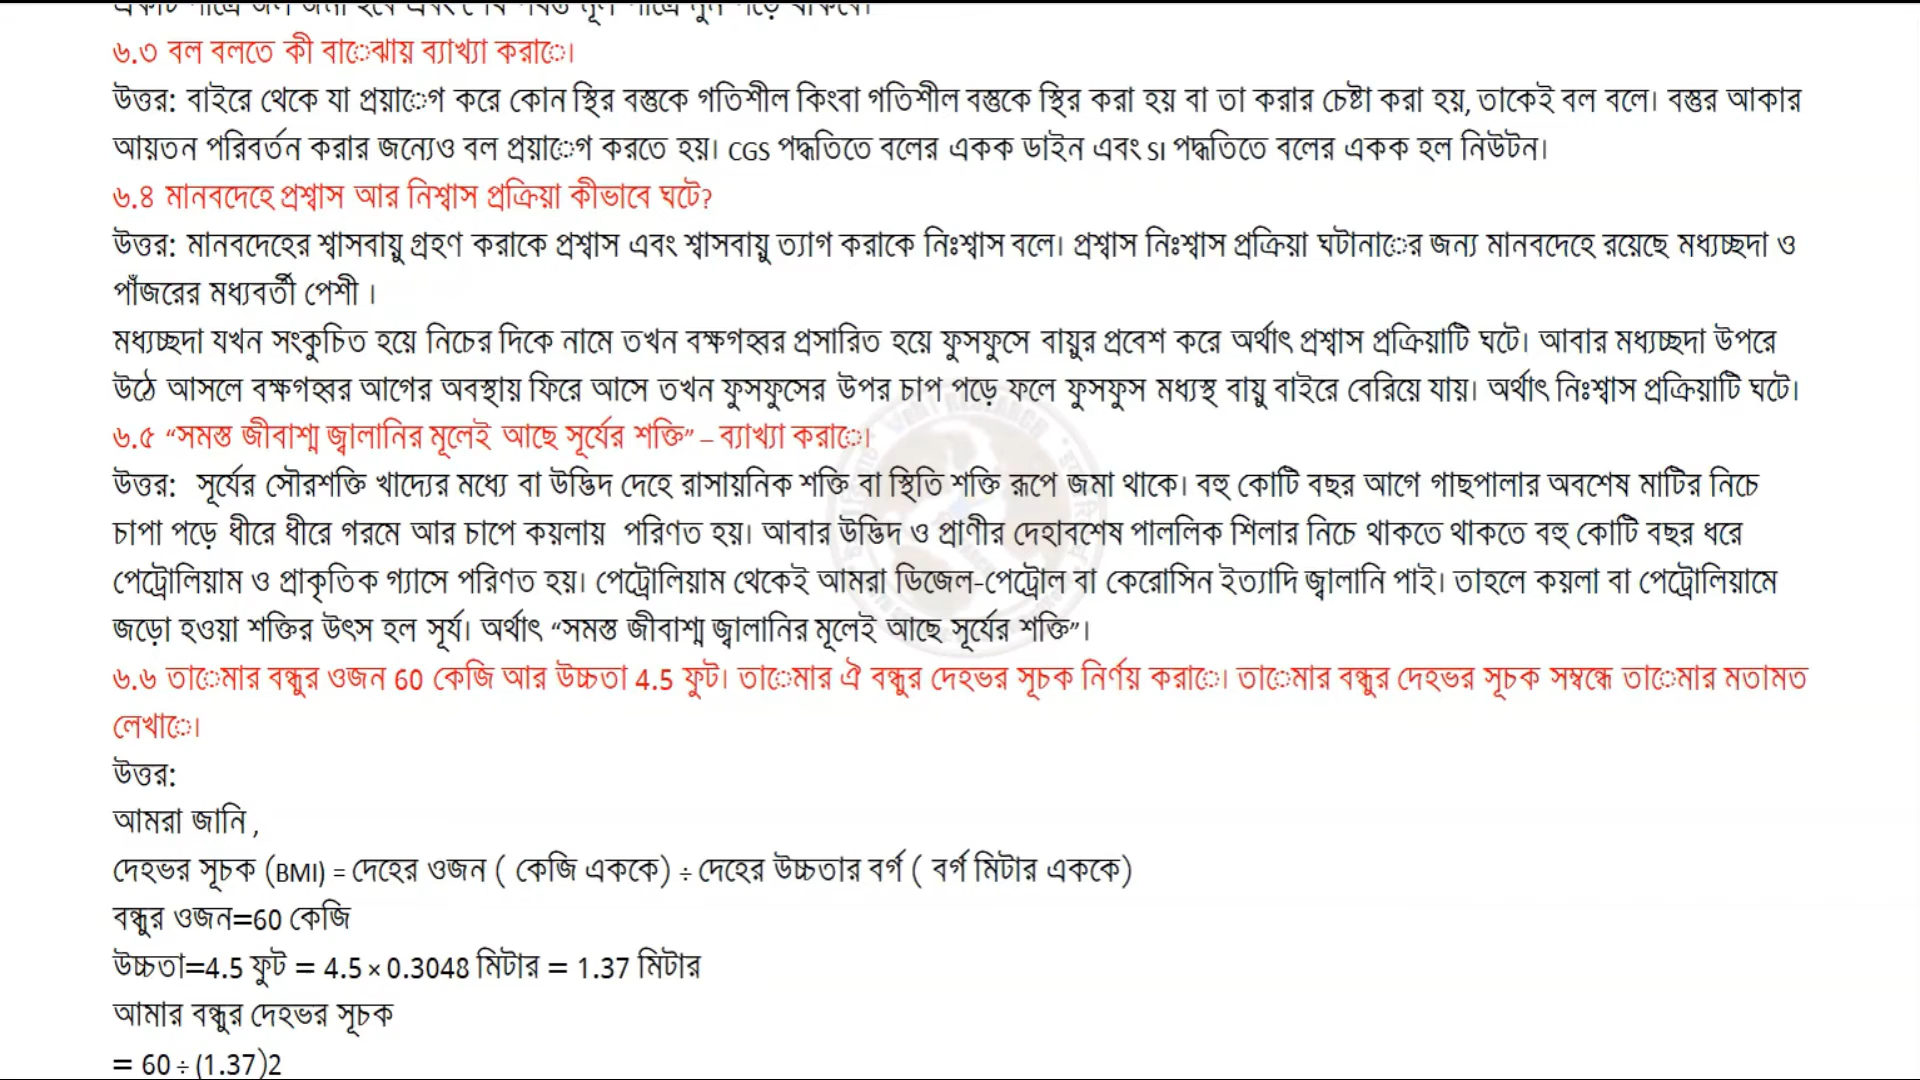 একটি পাত্রে জল জমা হবে এবং শেষ পর্যন্ত মূল পাত্রে নুন পড়ে থাকবে।
৬.৩ বল বলতে কী বাোেঝায় ব্যাখ্যা করাো।
উত্তর: বাইরে থেকে যা প্রয়াোেগ করে কোন স্থির বস্তুকে গতিশীল কিংবা গতিশীল বস্তুকে স্থির করা হয় বা তা করার চেষ্টা করা হয়, তাকেই বল বলে। বস্তুর আকার
আয়তন পরিবর্তন করার জন্যেও বল প্রয়াোেগ করতে হয়। CGS পদ্ধতিতে বলের একক ডাইন এবং SI পদ্ধতিতে বলের একক হল নিউটন।
৬.৪ মানবদেহে প্রশ্বাস আর নিশ্বাস প্রক্রিয়া কীভাবে ঘটে?
উত্তর: মানবদেহের শ্বাসবায়ু গ্রহণ করাকে প্রশ্বাস এবং শ্বাসবায়ু ত্যাগ করাকে নিঃশ্বাস বলে। প্রশ্বাস নিঃশ্বাস প্রক্রিয়া ঘটানাোের জন্য মানবদেহে রয়েছে মধ্যচ্ছদা ও
পাঁজরের মধ্যবর্তী পেশী ।
মধ্যচ্ছদা যখন সংকুচিত হয়ে নিচের দিকে নামে তখন বক্ষগহ্বর প্রসারিত হয়ে ফুসফুসে বায়ুর প্রবেশ করে অর্থাৎ প্রশ্বাস প্রক্রিয়াটি ঘটে। আবার মধ্যচ্ছদা উপরে
উঠে আসলে বক্ষগহ্বর আগের অবস্থায় ফিরে আসে তখন ফুসফুসের উপর চাপ পড়ে ফলে ফুসফুস মধ্যস্থ বায়ু বাইরে বেরিয়ে যায়। অর্থাৎ নিঃশ্বাস প্রক্রিয়াটি ঘটে।
৬.৫ “সমস্ত জীবাশ্ম জ্বালানির মূলেই আছে সূর্যের শক্তি” – ব্যাখ্যা করাো।
উত্তর: সূর্যের সৌরশক্তি খাদ্যের মধ্যে বা উদ্ভিদ দেহে রাসায়নিক শক্তি বা স্থিতি শক্তি রূপে জমা থাকে। বহু কোটি বছর আগে গাছপালার অবশেষ মাটির নিচে
চাপা পড়ে ধীরে ধীরে গরমে আর চাপে কয়লায় পরিণত হয়। আবার উদ্ভিদ ও প্রাণীর দেহাবশেষ পাললিক শিলার নিচে থাকতে থাকতে বহু কোটি বছর ধরে
পেট্রোলিয়াম ও প্রাকৃতিক গ্যাসে পরিণত হয়। পেট্রোলিয়াম থেকেই আমরা ডিজেল-পেট্রোল বা কেরোসিন ইত্যাদি জ্বালানি পাই। তাহলে কয়লা বা পেট্রোলিয়ামে
জড়ো হওয়া শক্তির উৎস হল সূর্য। অর্থাৎ “সমস্ত জীবাশ্ম জ্বালানির মূলেই আছে সূর্যের শক্তি”।
৬.৬ তাোেমার বন্ধুর ওজন 60 কেজি আর উচ্চতা 4.5 ফুট। তাোেমার ঐ বন্ধুর দেহভর সূচক নির্ণয় করাো। তাোেমার বন্ধুর দেহভর সূচক সম্বন্ধে তাোেমার মতামত
লেখাো।
উত্তর:
আমরা জানি ,
দেহভর সূচক (BMI) = দেহের ওজন ( কেজি এককে) ÷ দেহের উচ্চতার বর্গ ( বর্গ মিটার এককে)
বন্ধুর ওজন=60 কেজি
উচ্চতা=4.5 ফুট = 4.5 × 0.3048 মিটার = 1.37 মিটার
আমার বন্ধুর দেহভর সূচক
= 60 ÷ (1.37)2